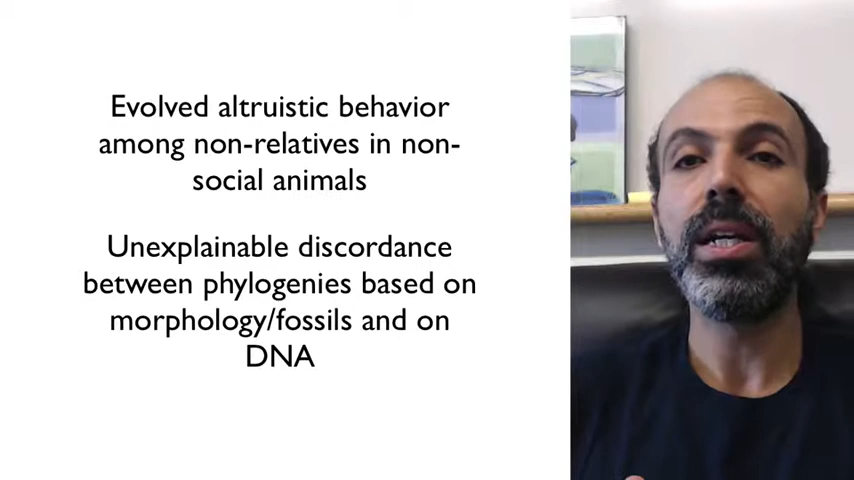 Evolved altruistic behavior
among non-relatives in non-
social animals
Unexplainable discordance
between phylogenies based on
morphology/fossils and on
DNA